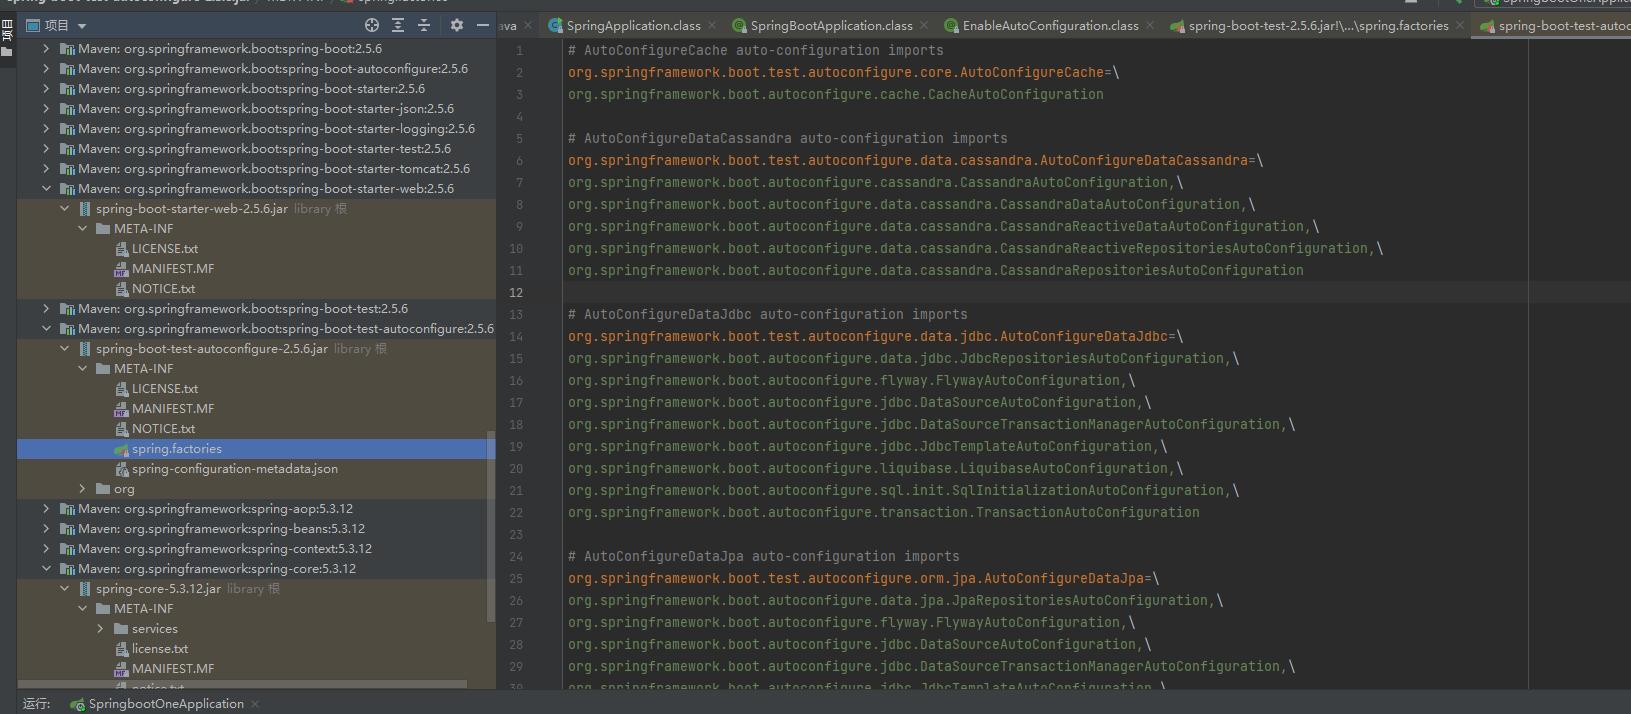 项目
java
SpringApplication.class
SpringBootApplication.class
EnableAutoConfiguration.class
spring-boot-test-2.5.6.jar!\...\spring.factories
spring-boot-test-auto
项目
Maven: org.springframework.boot:spring-boot:2.5.6
Maven: org.springframework.boot:spring-boot-autoconfigure:2.5.6
Maven: org.springframework.boot:spring-boot-starter:2.5.6
Maven: org.springframework.boot:spring-boot-starter-json:2.5.6
Maven: org.springframework.boot:spring-boot-starter-logging:2.5.6
Maven: org.springframework.boot:spring-boot-starter-test:2.5.6
Maven: org.springframework.boot:spring-boot-starter-tomcat:2.5.6
Maven: org.springframework.boot:spring-boot-starter-web:2.5.6
spring-boot-starter-web-2.5.6.jar library 根
META-INF
LICENSE.txt
MANIFEST.MF
NOTICE.txt
Maven: org.springframework.boot:spring-boot-test:2.5.6
Maven: org.springframework.boot:spring-boot-test-autoconfigure:2.5.6
spring-boot-test-autoconfigure-2.5.6.jar library 根
META-INF
LICENSE.txt
MANIFEST.MF
NOTICE.txt
spring.factories
spring-configuration-metadata.json
org
Maven: org.springframework:spring-aop:5.3.12
Maven: org.springframework:spring-beans:5.3.12
Maven: org.springframework:spring-context:5.3.12
Maven: org.springframework:spring-core:5.3.12
spring-core-5.3.12.jar library 根
META-INF
services
license.txt
MANIFEST.MF
notice.txt
1 # AutoConfigureCache auto-configuration imports
2 org.springframework.boot.test.autoconfigure.core.AutoConfigureCache=\
3 org.springframework.boot.autoconfigure.cache.CacheAutoConfiguration
4
5 # AutoConfigureDataCassandra auto-configuration imports
6 org.springframework.boot.test.autoconfigure.data.cassandra.AutoConfigureDataCassandra=\
7 org.springframework.boot.autoconfigure.cassandra.CassandraAutoConfiguration,\
8 org.springframework.boot.autoconfigure.data.cassandra.CassandraDataAutoConfiguration,\
9 org.springframework.boot.autoconfigure.data.cassandra.CassandraReactiveDataAutoConfiguration,\
10 org.springframework.boot.autoconfigure.data.cassandra.CassandraReactiveRepositoriesAutoConfiguration,\
11 org.springframework.boot.autoconfigure.data.cassandra.CassandraRepositoriesAutoConfiguration
12
13 # AutoConfigureDataJdbc auto-configuration imports
14 org.springframework.boot.test.autoconfigure.data.jdbc.AutoConfigureDataJdbc=\
15 org.springframework.boot.autoconfigure.data.jdbc.JdbcRepositoriesAutoConfiguration,\
16 org.springframework.boot.autoconfigure.flyway.FlywayAutoConfiguration,\
17 org.springframework.boot.autoconfigure.jdbc.DataSourceAutoConfiguration,\
18 org.springframework.boot.autoconfigure.jdbc.DataSourceTransactionManagerAutoConfiguration,\
19 org.springframework.boot.autoconfigure.jdbc.JdbcTemplateAutoConfiguration,\
20 org.springframework.boot.autoconfigure.liquibase.LiquibaseAutoConfiguration,\
21 org.springframework.boot.autoconfigure.sql.init.SqlInitializationAutoConfiguration,\
22 org.springframework.boot.autoconfigure.transaction.TransactionAutoConfiguration
23
24 # AutoConfigureDataJpa auto-configuration imports
25 org.springframework.boot.test.autoconfigure.orm.jpa.AutoConfigureDataJpa=\
26 org.springframework.boot.autoconfigure.data.jpa.JpaRepositoriesAutoConfiguration,\
27 org.springframework.boot.autoconfigure.flyway.FlywayAutoConfiguration,\
28 org.springframework.boot.autoconfigure.jdbc.DataSourceAutoConfiguration,\
29 org.springframework.boot.autoconfigure.jdbc.DataSourceTransactionManagerAutoConfiguration,\
30 org.springframework.boot.autoconfigure.jdbc.JdbcTemplateAutoConfiguration,\
运行: SpringbootOneApplication